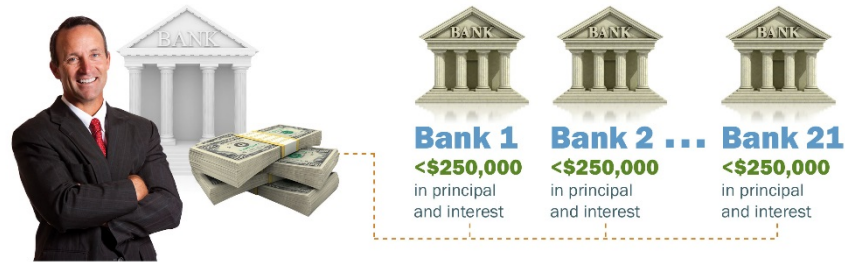 BANK
BANK
BANK
BANK
Bank 1
<$250,000
in principal
and interest
Bank 2 ...
<$250,000
in principal
and interest
Bank 21
<$250,000
in principal
and interest